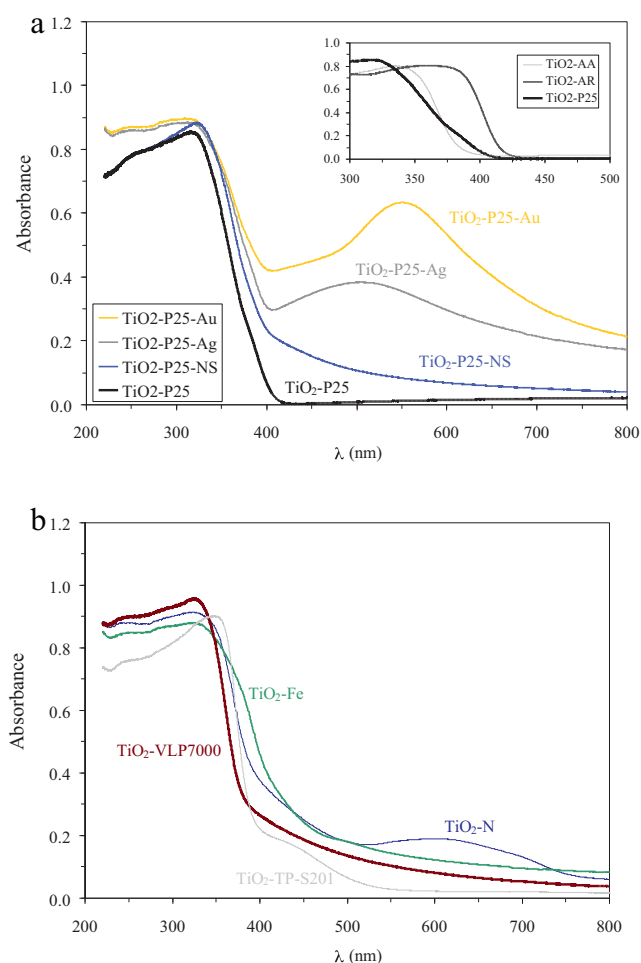 a
1.2
1.0
0.8
0.6
0.4
0.2
0.0
Absorbance
200 300 400 500 600 700 800
λ (nm)
1.0
0.8
0.6
0.4
0.2
0.0
300 350 400 450 500
TiO2-AA
TiO2-AR
TiO2-P25
TiO₂-P25-Au
TiO₂-P25-Ag
TiO₂-P25-NS
TiO₂-P25
TiO2-P25-Au
TiO2-P25-Ag
TiO2-P25-NS
TiO2-P25
b
1.2
1.0
0.8
0.6
0.4
0.2
0.0
Absorbance
200 300 400 500 600 700 800
λ (nm)
TiO₂-Fe
TiO₂-VLP7000
TiO₂-N
TiO₂-TP-S201